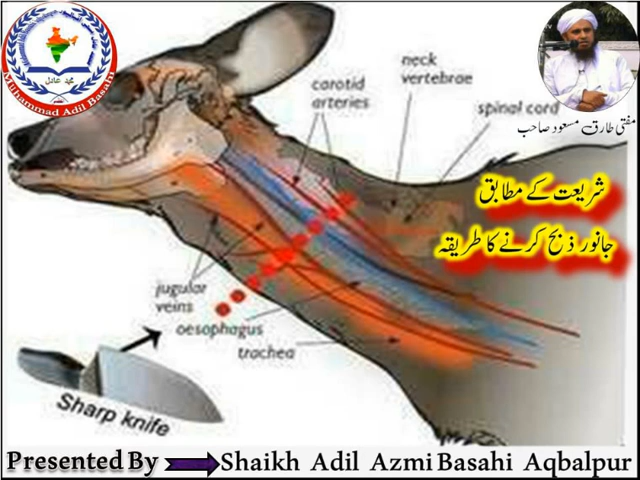 محمد عادل
Muhammad Adil Basahi
carotid
arteries
neck
vertebrae
spinal cord
مفتی طارق مسعود صاحب
شریعت کے مطابق
جانور ذبح کرنے کا طریقہ
jugular
veins
oesophagus
trachea
Sharp knife
Presented By Shaikh Adil Azmi Basahi Aqbalpur